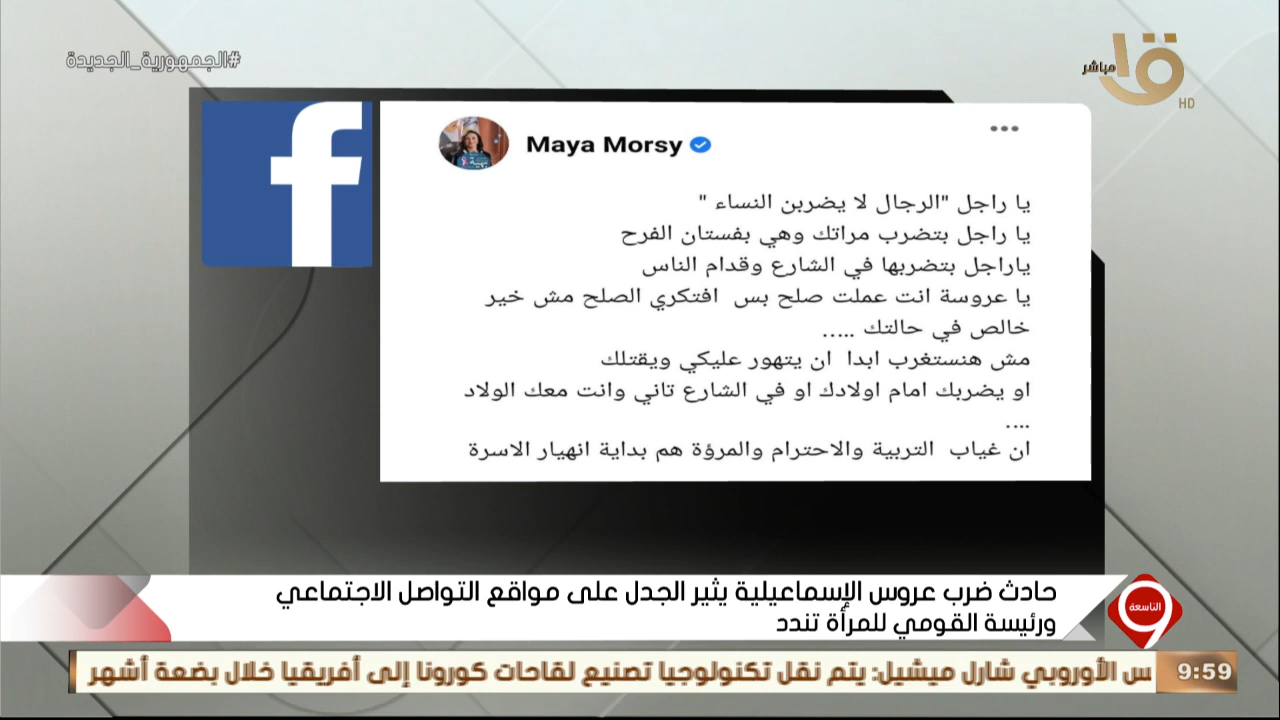 #الجمهورية_الجديدة
مباشر
HD
Maya Morsy
يا راجل "الرجال لا يضربن النساء "
يا راجل بتضرب مراتك وهي بفستان الفرح
ياراجل بتضربها في الشارع وقدام الناس
يا عروسة انت عملت صلح بس افتكري الصلح مش خير
خالص في حالتك .....
مش هنستغرب ابدا ان يتهور عليكي ويقتلك
او يضربك امام اولادك او في الشارع تاني وانت معك الولاد
....
ان غياب التربية والاحترام والمرؤة هم بداية انهيار الاسرة
حادث ضرب عروس الإسماعيلية يثير الجدل على مواقع التواصل الاجتماعي
ورئيسة القومي للمرأة تندد
التاسعة
9
9:59
س الأوروبي شارل ميشيل: يتم نقل تكنولوجيا تصنيع لقاحات كورونا إلى أفريقيا خلال بضعة أشهر